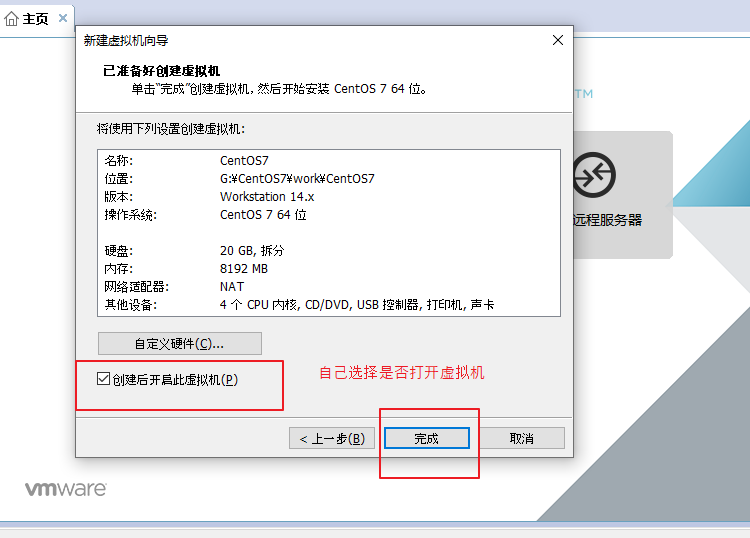 主页
新建虚拟机向导
已准备好创建虚拟机
单击"完成"创建虚拟机，然后开始安装 CentOS 7 64 位。
TM
将使用下列设置创建虚拟机:
名称: CentOS7
位置: G:¥CentOS7¥work¥CentOS7
版本: Workstation 14.x
操作系统: CentOS 7 64 位
硬盘: 20 GB, 拆分
内存: 8192 MB
网络适配器: NAT
其他设备: 4 个 CPU 内核, CD/DVD, USB 控制器, 打印机, 声卡
远程服务器
自定义硬件(C)...
创建后开启此虚拟机(P)
自己选择是否打开虚拟机
< 上一步(B) 完成 取消
vmware